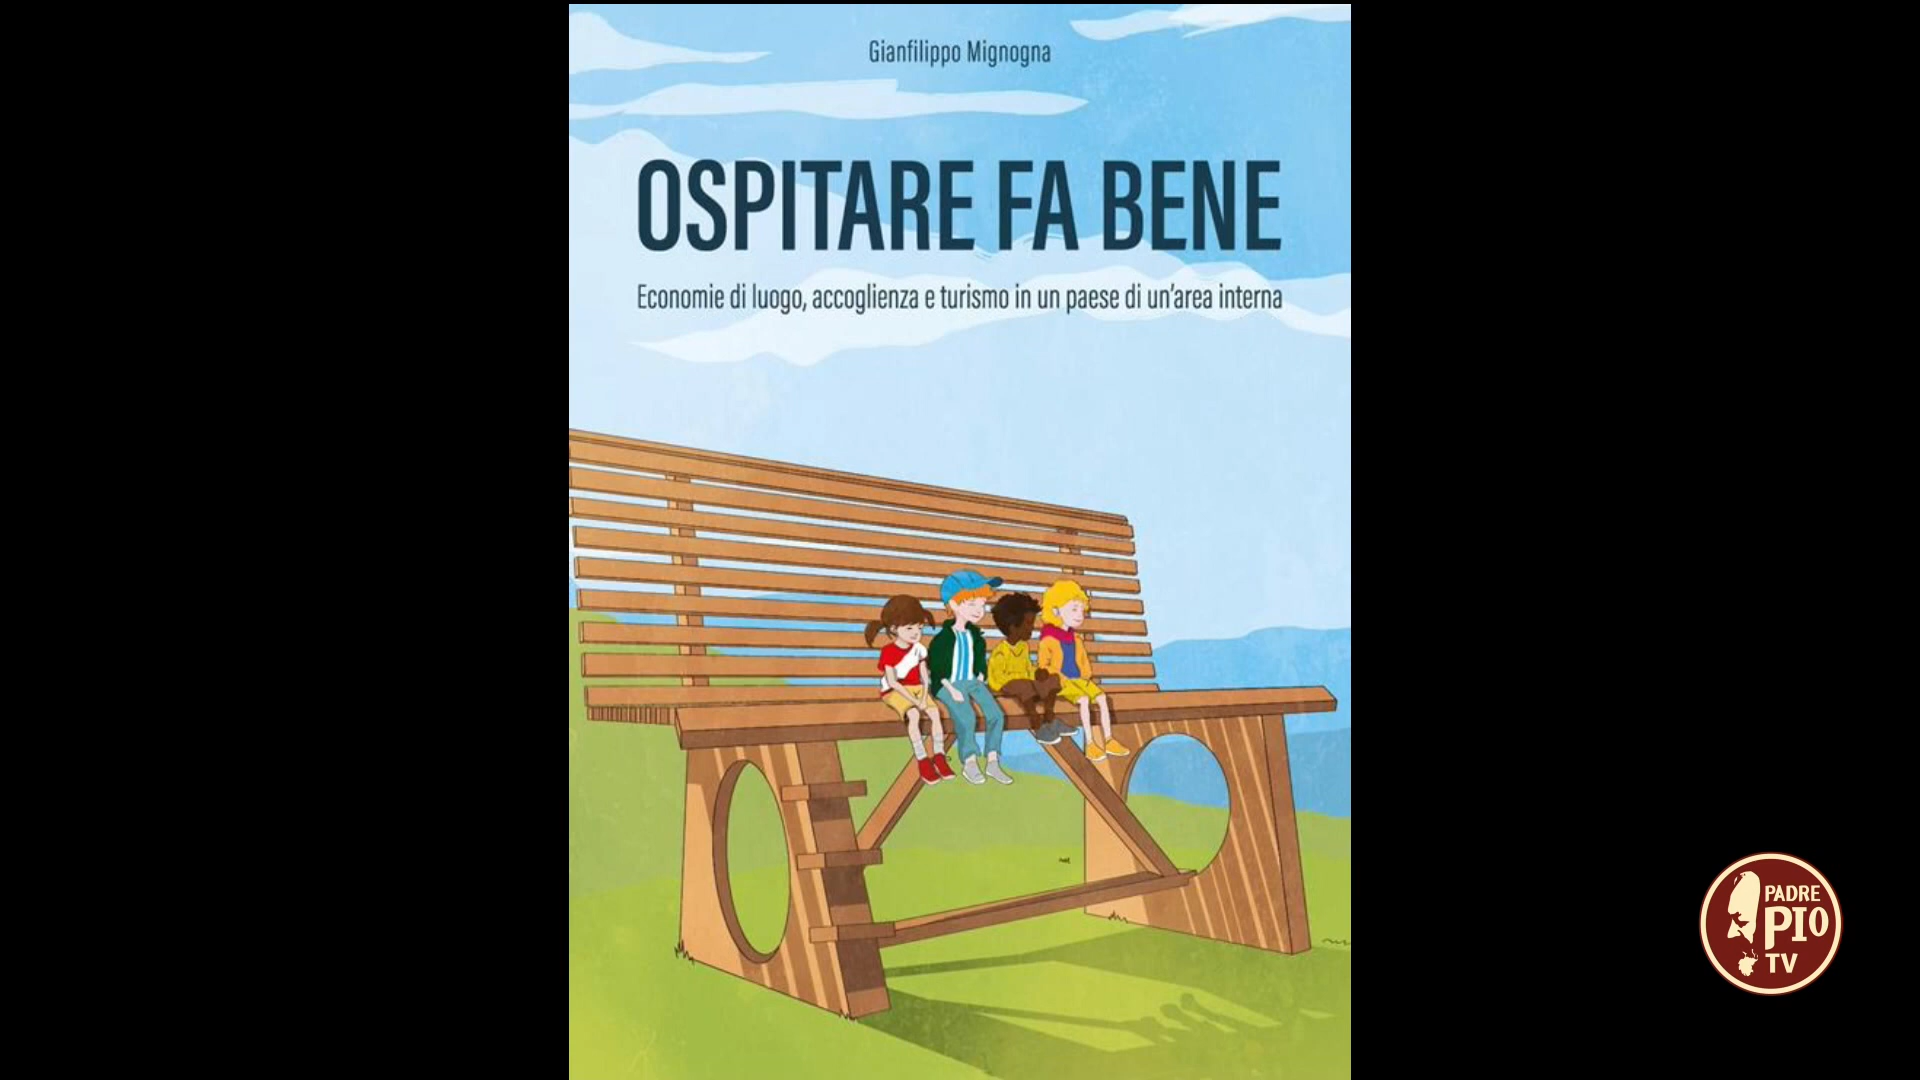 Gianfilippo Mignogna
OSPITARE FA BENE
Economie di luogo, accoglienza e turismo in un paese di un'area interna
PADRE
PIO
TV